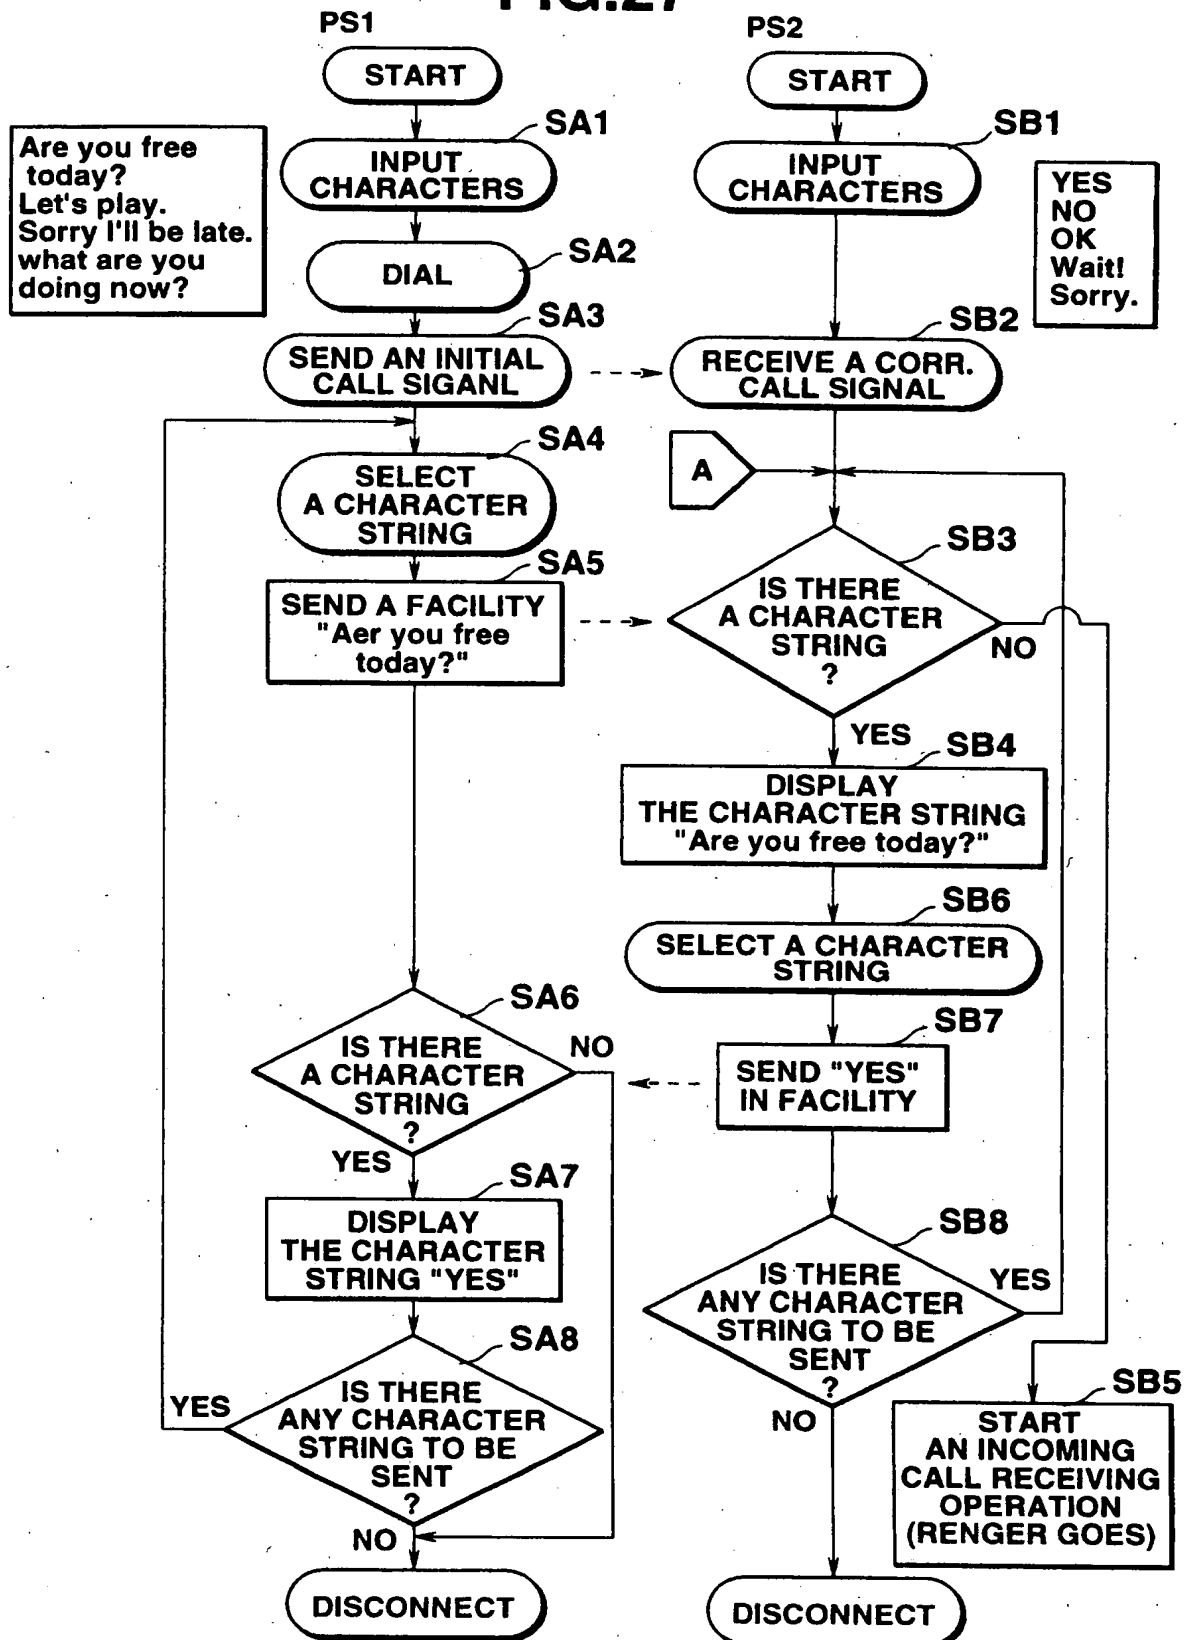 FIG.27
PS1
START
SA1
INPUT
CHARACTERS
Are you free
today?
Let's play.
Sorry I'll be late.
what are you
doing now?
SA2
DIAL
SA3
SEND AN INITIAL
CALL SIGANL
SA4
SELECT
A CHARACTER
STRING
SA5
SEND A FACILITY
"Aer you free
today?"
SA6
IS THERE
A CHARACTER
STRING
?
NO
YES
SA7
DISPLAY
THE CHARACTER
STRING "YES"
SA8
IS THERE
ANY CHARACTER
STRING TO BE
SENT
?
YES
NO
DISCONNECT
PS2
START
SB1
INPUT
CHARACTERS
YES
NO
OK
Wait!
Sorry.
SB2
RECEIVE A CORR.
CALL SIGNAL
A
SB3
IS THERE
A CHARACTER
STRING
?
NO
YES
SB4
DISPLAY
THE CHARACTER STRING
"Are you free today?"
SB6
SELECT A CHARACTER
STRING
SB7
SEND "YES"
IN FACILITY
SB8
IS THERE
ANY CHARACTER
STRING TO BE
SENT
?
YES
NO
SB5
START
AN INCOMING
CALL RECEIVING
OPERATION
(RENGER GOES)
DISCONNECT